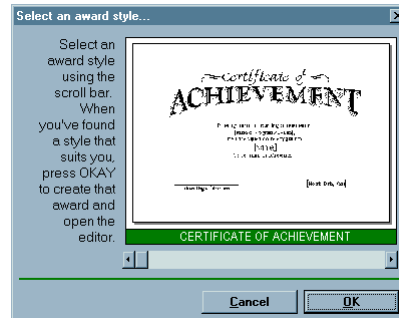 Select an award style...
Select an
award style
using the
scroll bar.
When
you've found
a style that
suits you,
press OKAY
to create that
award and
open the
editor.
Certificate of
ACHIEVEMENT
CERTIFICATE OF ACHIEVEMENT
Cancel
OK